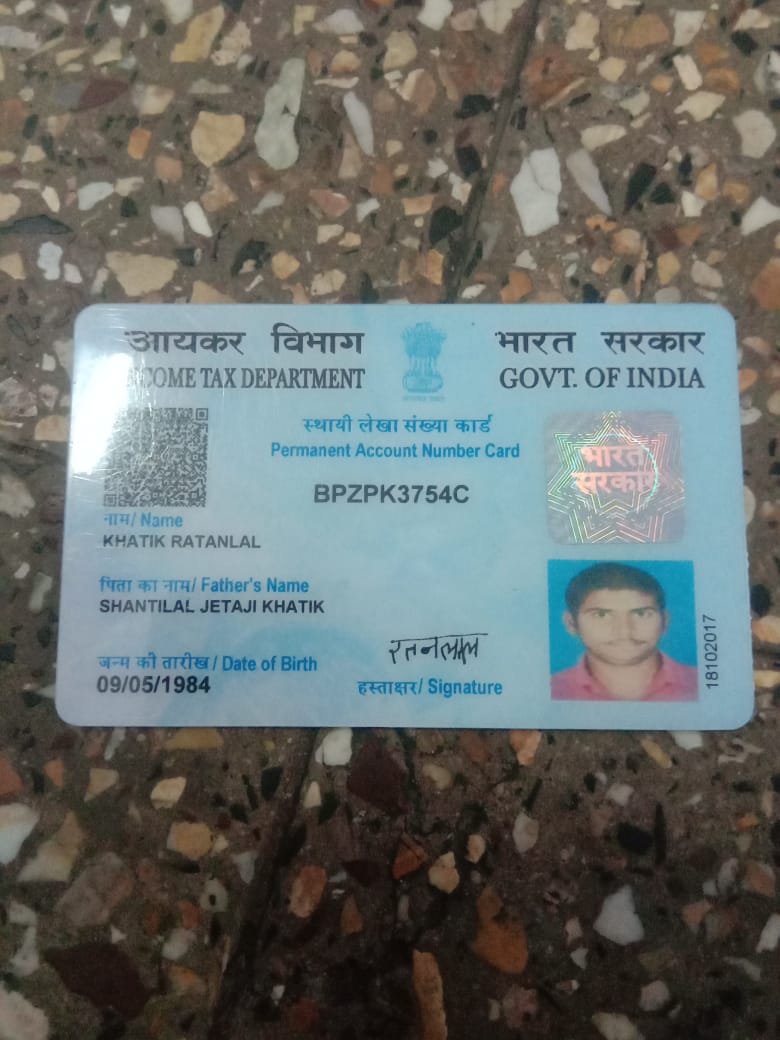 आयकर विभाग
INCOME TAX DEPARTMENT
भारत सरकार
GOVT. OF INDIA
स्थायी लेखा संख्या कार्ड
Permanent Account Number Card
BPZPK3754C
भारत
सरकार
नाम/ Name
KHATIK RATANLAL
पिता का नाम/ Father's Name
SHANTILAL JETAJI KHATIK
जन्म की तारीख / Date of Birth
09/05/1984
रतनलाल
हस्ताक्षर/ Signature
18102017